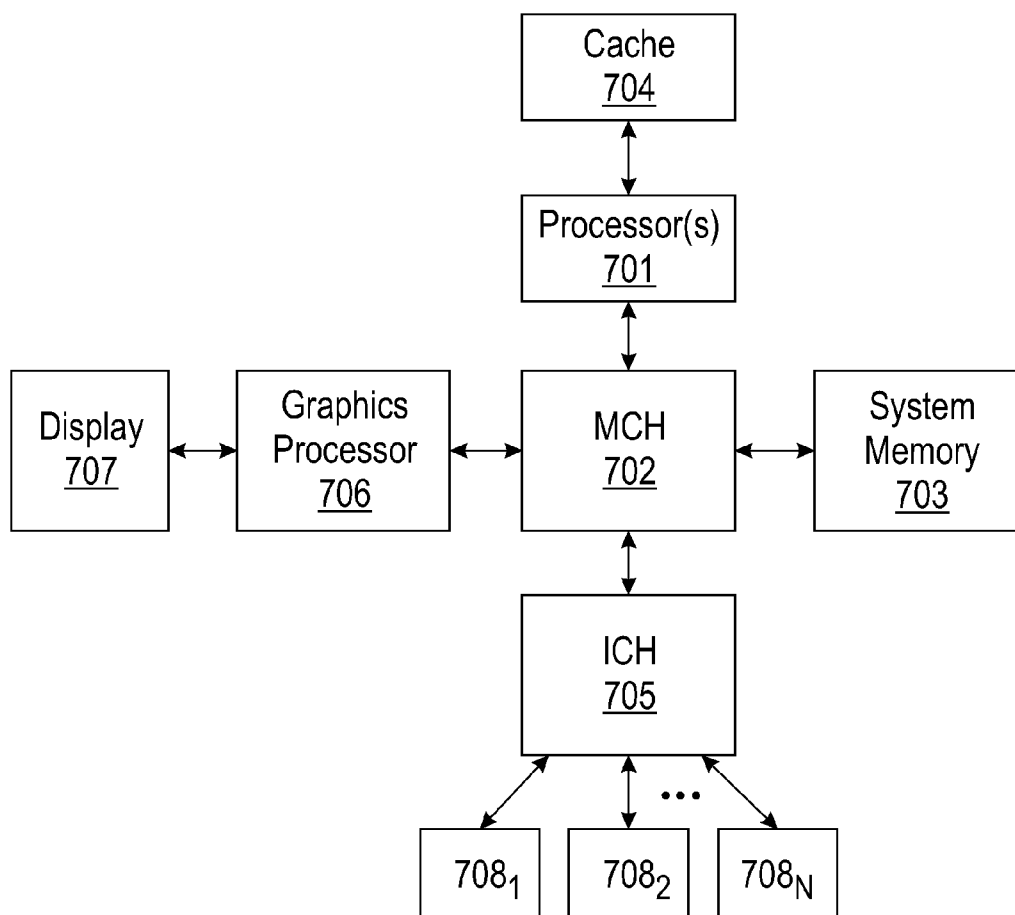 Cache
704
Processor(s)
701
Display
707
Graphics
Processor
706
MCH
702
System
Memory
703
ICH
705
...
708₁
708₂
708N